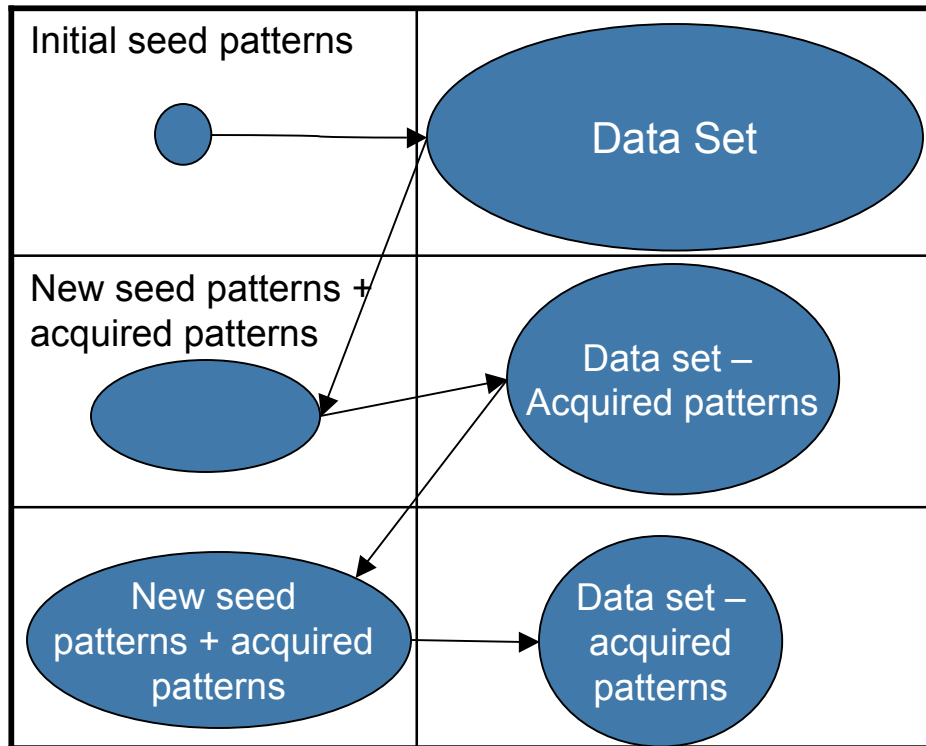 Initial seed patterns
Data Set
New seed patterns +
acquired patterns
Data set –
Acquired patterns
New seed
patterns + acquired
patterns
Data set –
acquired
patterns